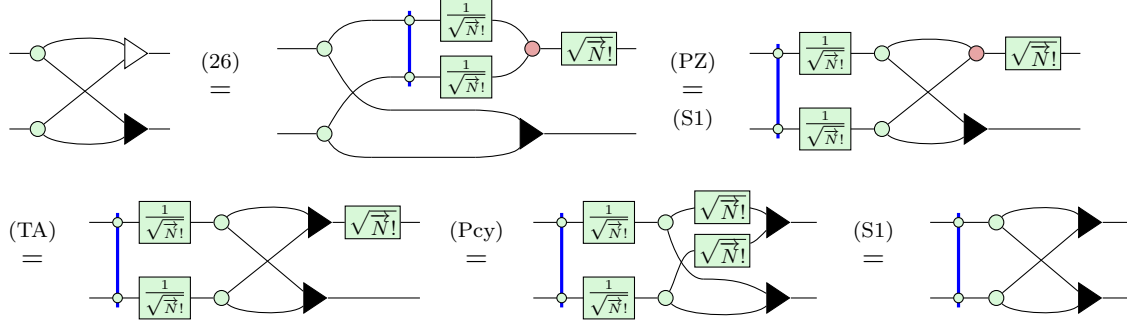 (26) = 1/√N⃗! 1/√N⃗! √N⃗! (PZ) = (S1) 1/√N⃗! 1/√N⃗! √N⃗!
(TA) = 1/√N⃗! 1/√N⃗! √N⃗! (Pcy) = 1/√N⃗! 1/√N⃗! √N⃗! √N⃗! (S1) =